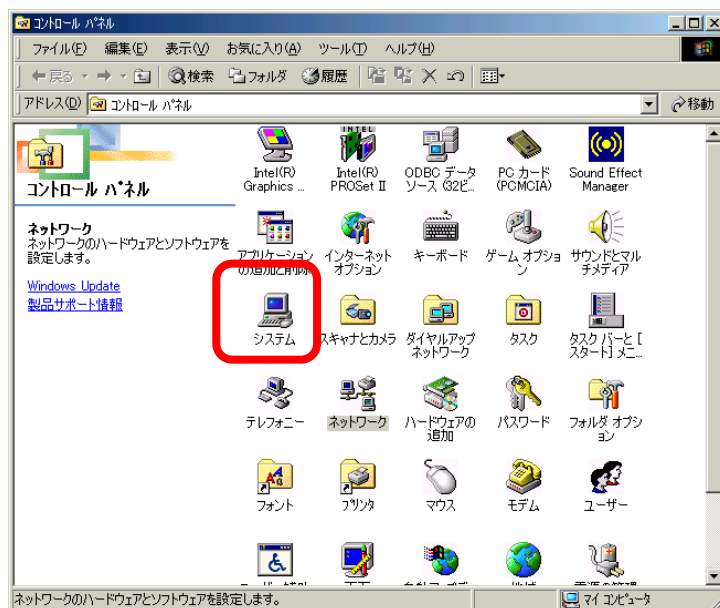 コントロール パネル
ファイル(F) 編集(E) 表示(V) お気に入り(A) ツール(T) ヘルプ(H)
戻る 検索 フォルダ 履歴
アドレス(D) コントロール パネル 移動
コントロール パネル
ネットワーク
ネットワークのハードウェアとソフトウェアを
設定します。
Windows Update
製品サポート情報
Intel(R)
Graphics ...
Intel(R)
PROSet II
ODBC データ
ソース (32ビ...
PC カード
(PCMCIA)
Sound Effect
Manager
アプリケーション
の追加と削除
インターネット
オプション
キーボード
ゲーム オプショ
ン
サウンドとマル
チメディア
システム
スキャナとカメラ
ダイヤルアップ
ネットワーク
タスク
タスク バーと [
スタート] メニ...
テレフォニー
ネットワーク
ハードウェアの
追加
パスワード
フォルダ オプシ
ョン
フォント
プリンタ
マウス
モデム
ユーザー
ネットワークのハードウェアとソフトウェアを設定します。
マイ コンピュータ